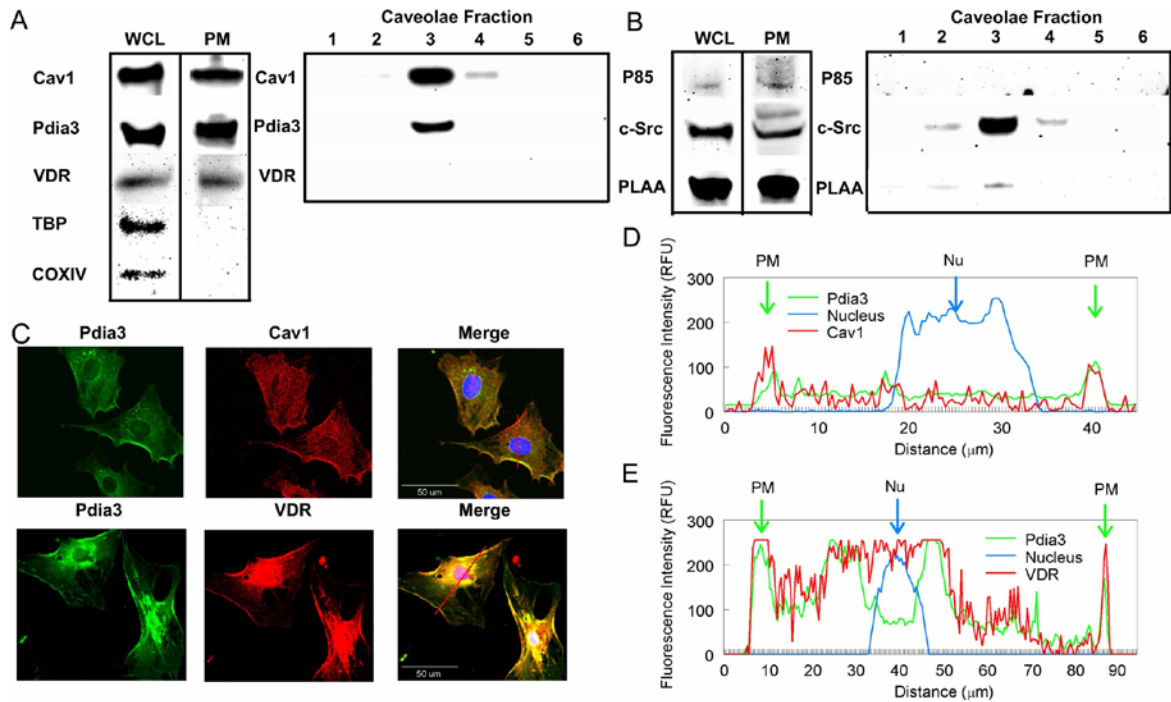 A
Caveolae Fraction
WCL PM 1 2 3 4 5 6
Cav1 Cav1
Pdia3 Pdia3
VDR VDR
TBP
COXIV
B
Caveolae Fraction
WCL PM 1 2 3 4 5 6
P85 P85
c-Src c-Src
PLAA PLAA
C
Pdia3 Cav1 Merge
50 um
Pdia3 VDR Merge
50 um
D
PM Nu PM
Fluorescence Intensity (RFU)
300
200
100
0
Pdia3
Nucleus
Cav1
0 10 20 30 40
Distance (μm)
E
PM Nu PM
Fluorescence Intensity (RFU)
300
200
100
0
Pdia3
Nucleus
VDR
0 10 20 30 40 50 60 70 80 90
Distance (μm)